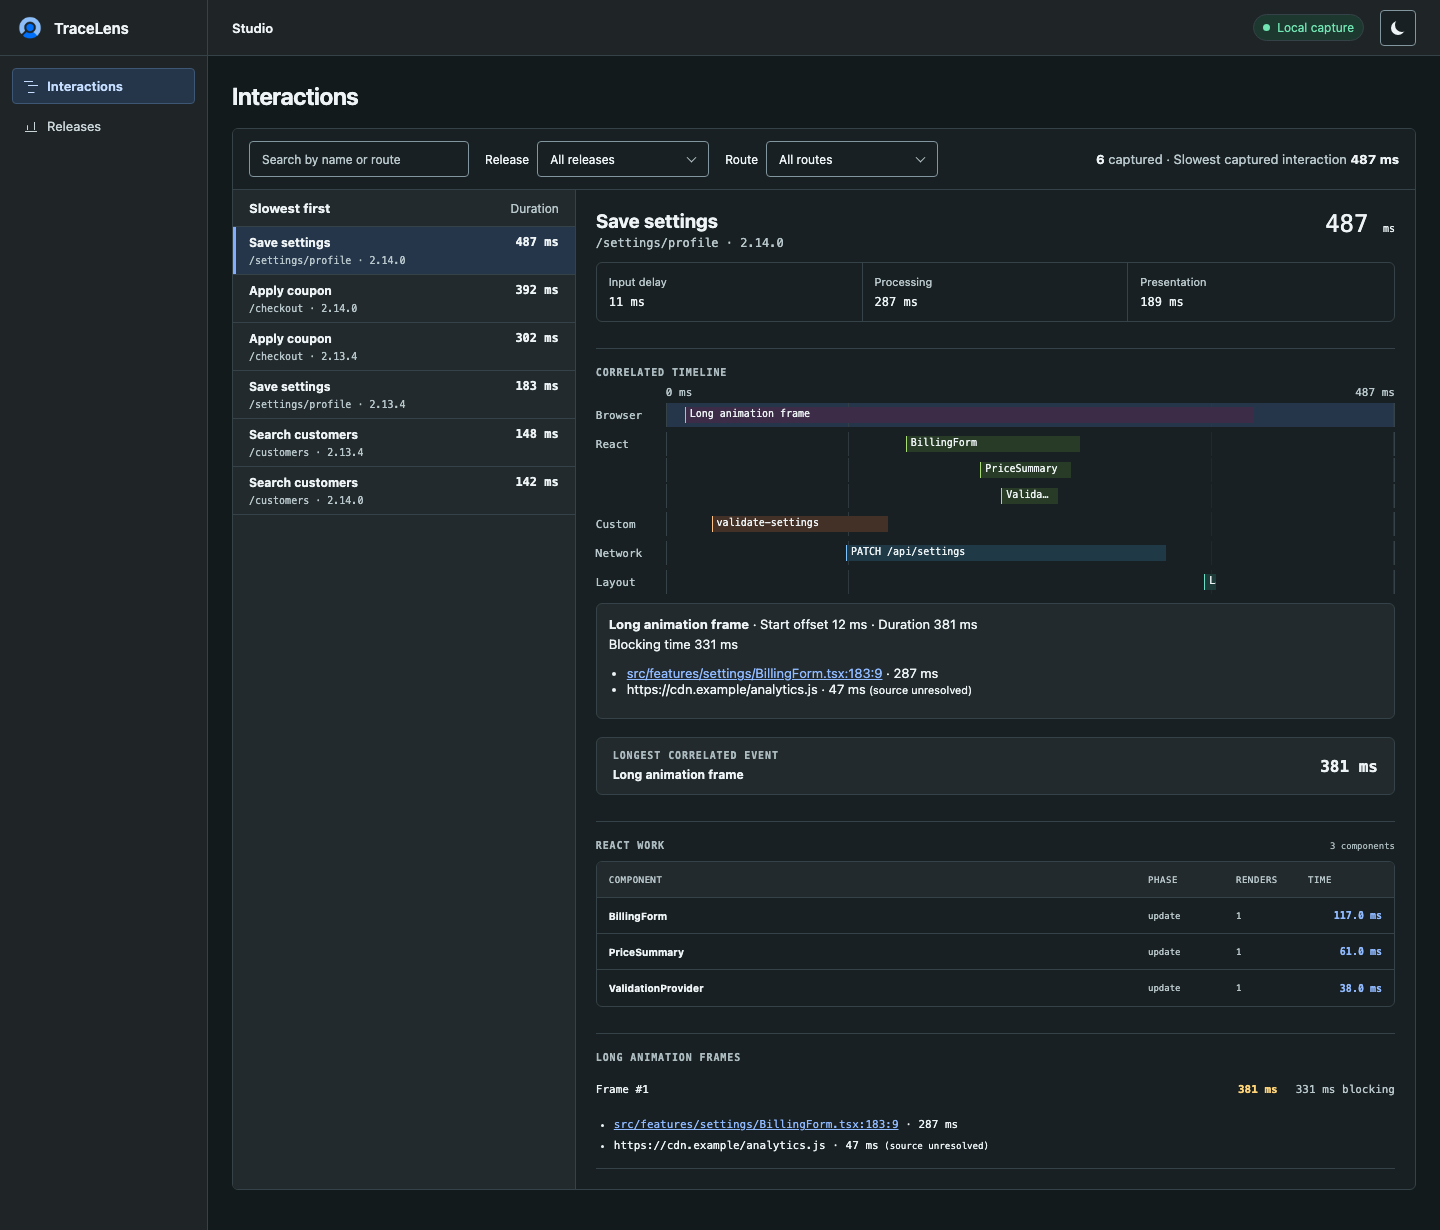 TraceLens
Studio
Local capture
Interactions
Releases
Interactions
Search by name or route
Release
All releases
Route
All routes
6 captured · Slowest captured interaction 487 ms
Slowest first
Duration
Save settings
487 ms
/settings/profile · 2.14.0
Apply coupon
392 ms
/checkout · 2.14.0
Apply coupon
302 ms
/checkout · 2.13.4
Save settings
183 ms
/settings/profile · 2.13.4
Search customers
148 ms
/customers · 2.13.4
Search customers
142 ms
/customers · 2.14.0
Save settings
487 ms
/settings/profile · 2.14.0
Input delay
11 ms
Processing
287 ms
Presentation
189 ms
CORRELATED TIMELINE
0 ms
487 ms
Browser
Long animation frame
React
BillingForm
PriceSummary
Valida…
Custom
validate-settings
Network
PATCH /api/settings
Layout
L
Long animation frame · Start offset 12 ms · Duration 381 ms
Blocking time 331 ms
• src/features/settings/BillingForm.tsx:183:9 · 287 ms
• https://cdn.example/analytics.js · 47 ms (source unresolved)
LONGEST CORRELATED EVENT
Long animation frame
381 ms
REACT WORK
3 components
COMPONENT PHASE RENDERS TIME
BillingForm update 1 117.0 ms
PriceSummary update 1 61.0 ms
ValidationProvider update 1 38.0 ms
LONG ANIMATION FRAMES
Frame #1
381 ms 331 ms blocking
• src/features/settings/BillingForm.tsx:183:9 · 287 ms
• https://cdn.example/analytics.js · 47 ms (source unresolved)